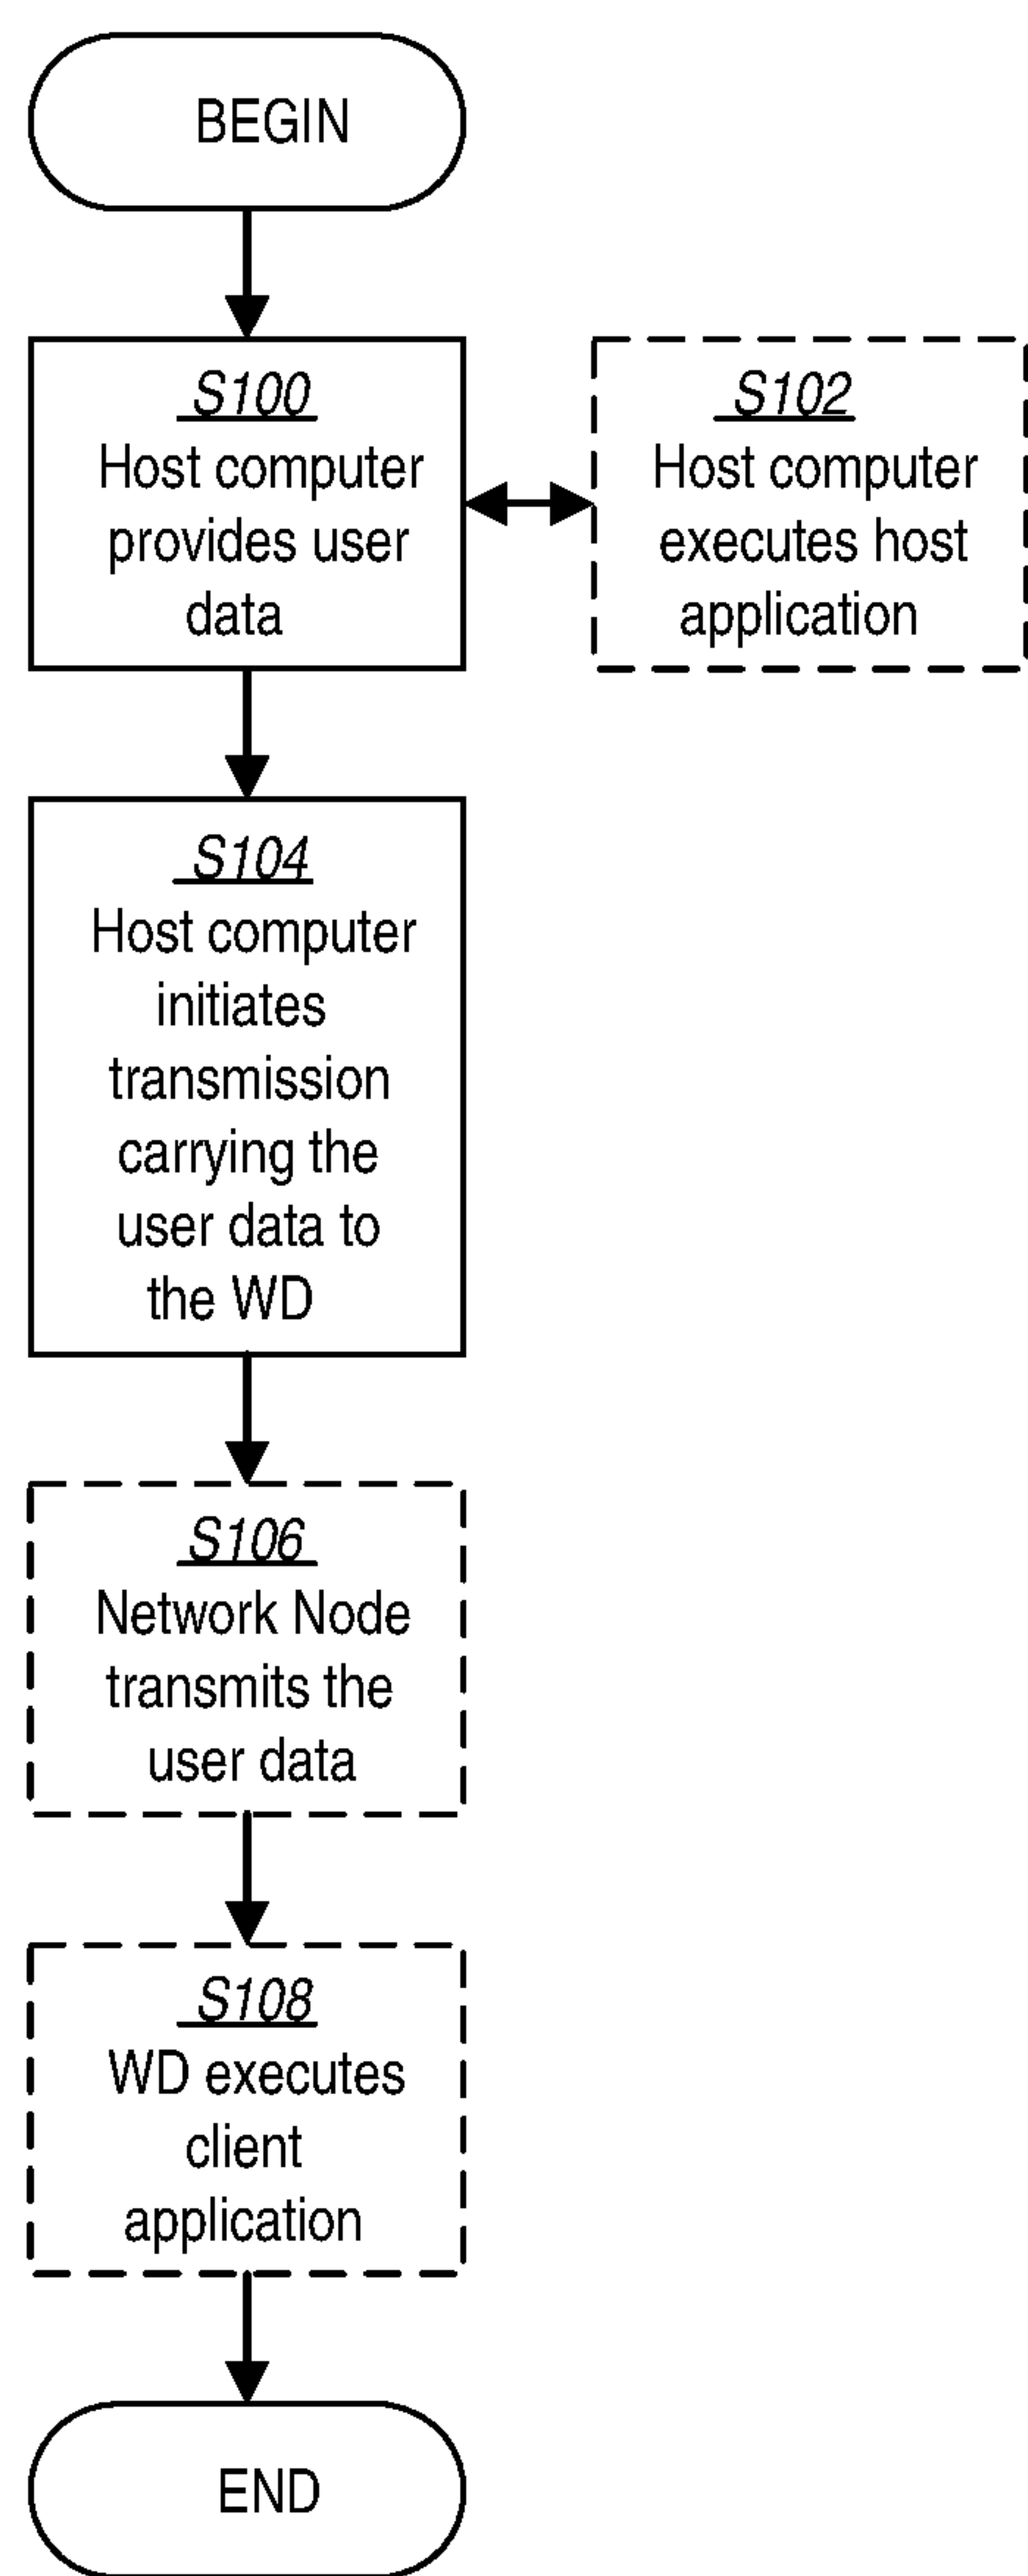 BEGIN
S100
Host computer
provides user
data
S102
Host computer
executes host
application
S104
Host computer
initiates
transmission
carrying the
user data to
the WD
S106
Network Node
transmits the
user data
S108
WD executes
client
application
END